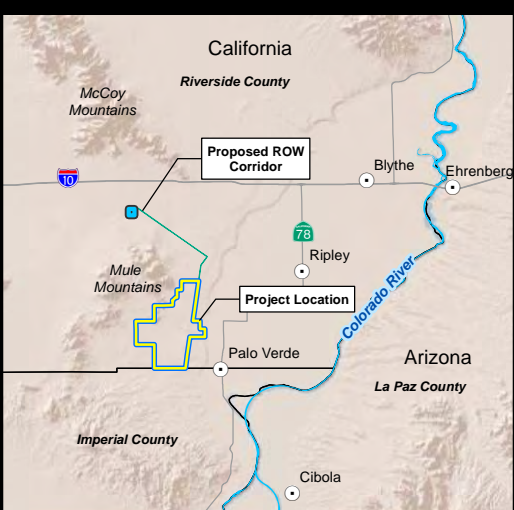 California
Riverside County
McCoy
Mountains
Proposed ROW
Corridor
Blythe
Ehrenberg
10
78
Ripley
Mule
Mountains
Project Location
Colorado River
Palo Verde
Arizona
La Paz County
Imperial County
Cibola